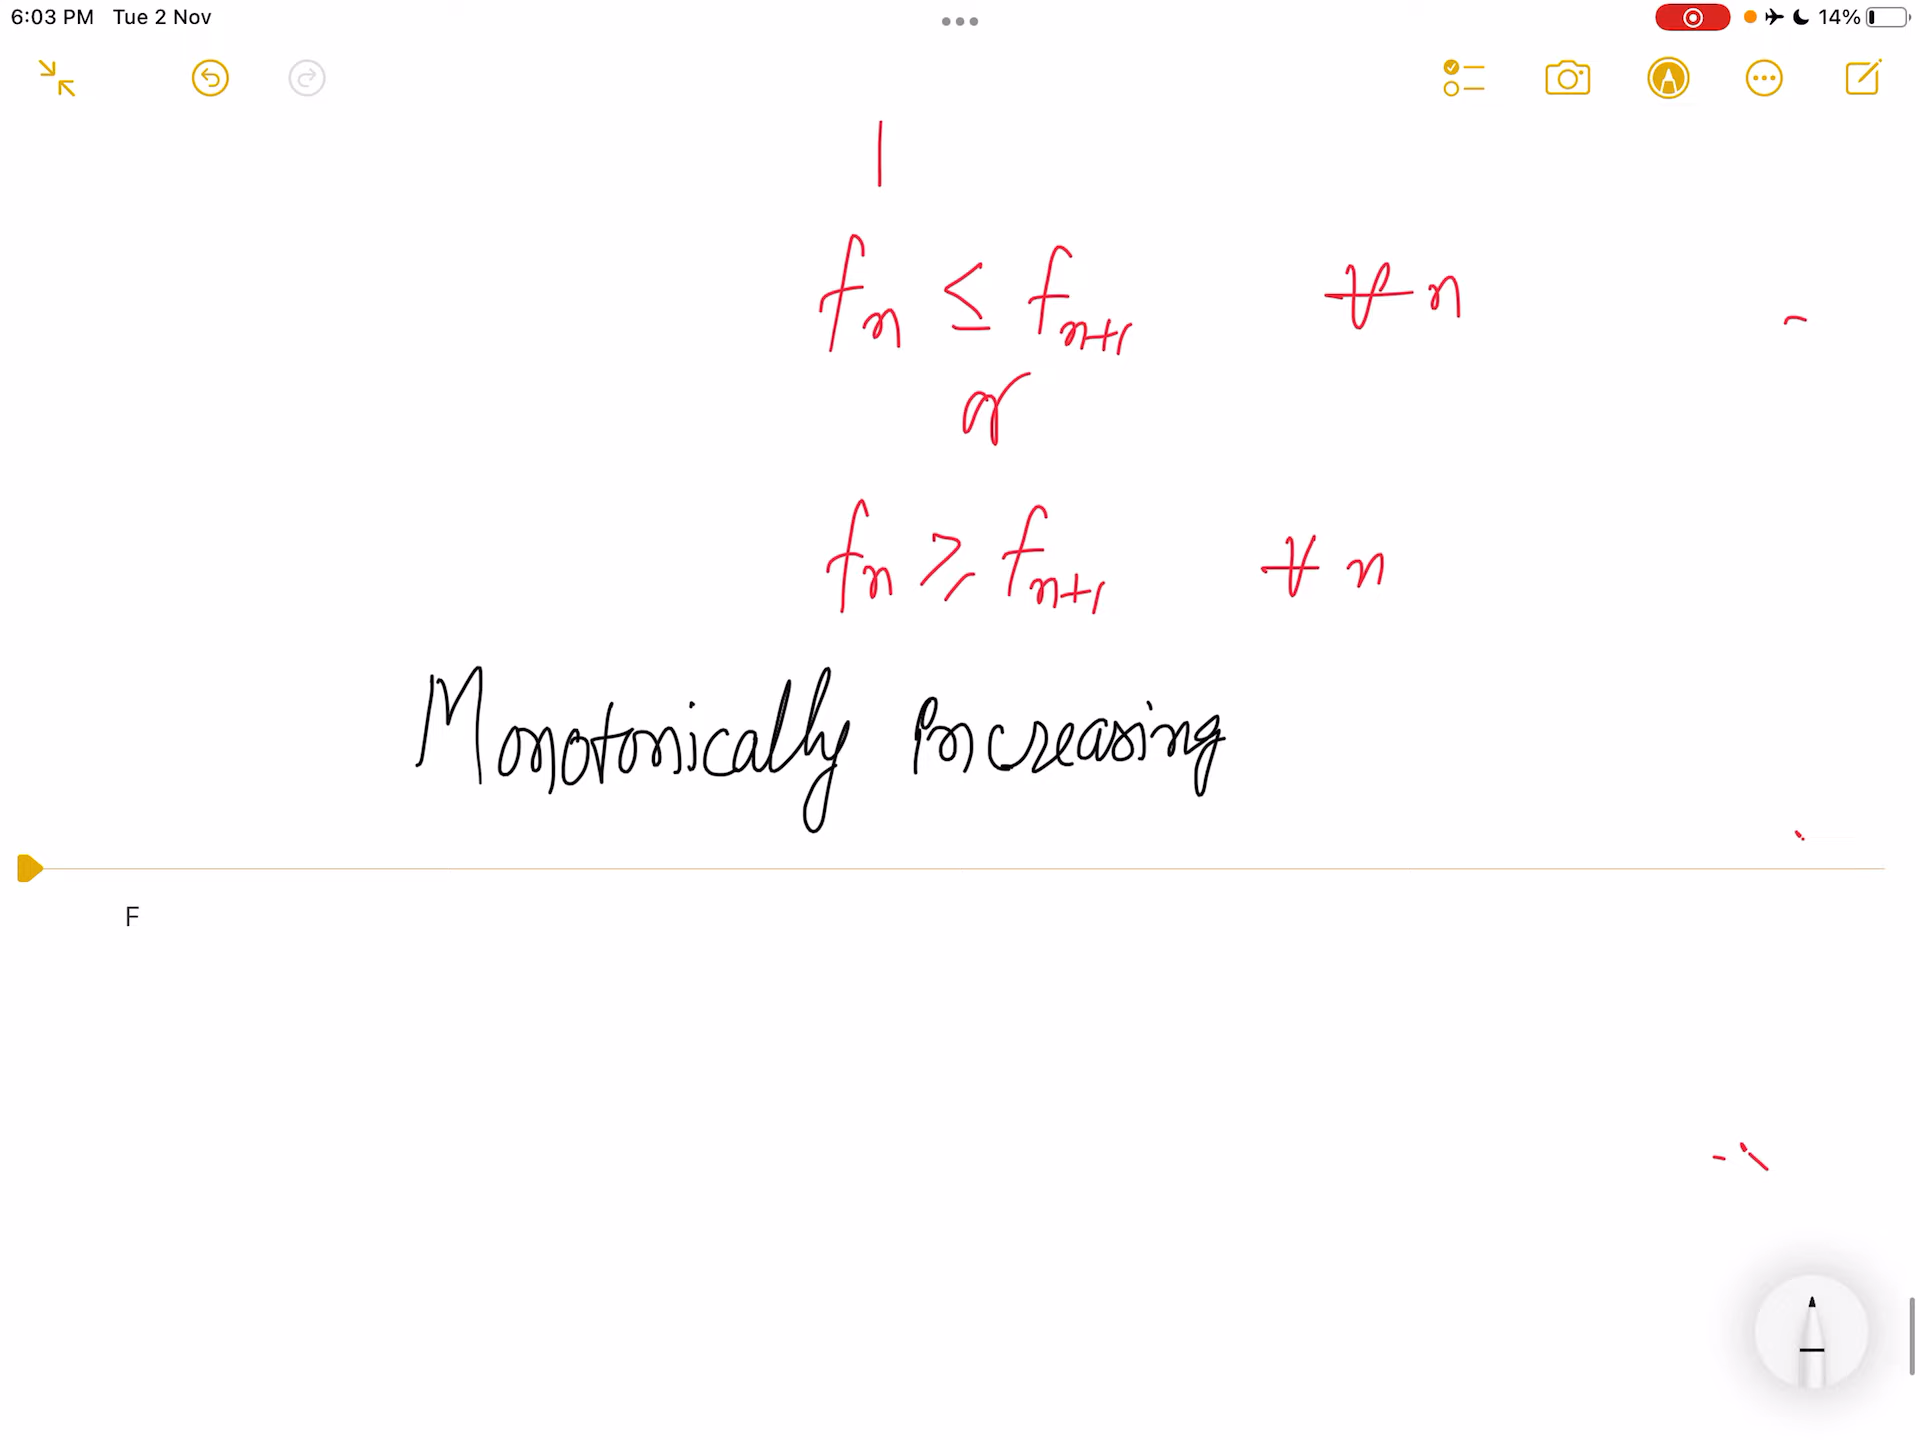 6:03 PM Tue 2 Nov
14%
|
fn ≤ fn+1 ∀ n
or
fn ≥ fn+1 ∀ n
Monotonically increasing
F